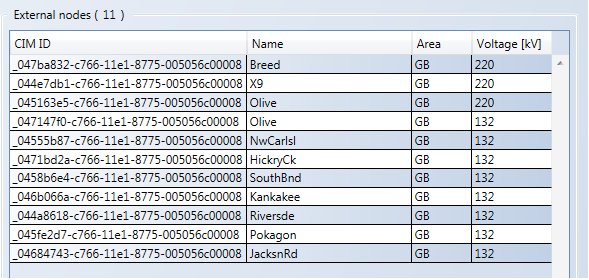 External nodes ( 11 )
CIM ID Name Area Voltage [kV]
_047ba832-c766-11e1-8775-005056c00008 Breed GB 220
_044e7db1-c766-11e1-8775-005056c00008 X9 GB 220
_045163e5-c766-11e1-8775-005056c00008 Olive GB 220
_047147f0-c766-11e1-8775-005056c00008 Olive GB 132
_04555b87-c766-11e1-8775-005056c00008 NwCarlsl GB 132
_0471bd2a-c766-11e1-8775-005056c00008 HickryCk GB 132
_0458b6e4-c766-11e1-8775-005056c00008 SouthBnd GB 132
_046b066a-c766-11e1-8775-005056c00008 Kankakee GB 132
_044a8618-c766-11e1-8775-005056c00008 Riversde GB 132
_045fe2d7-c766-11e1-8775-005056c00008 Pokagon GB 132
_04684743-c766-11e1-8775-005056c00008 JacksnRd GB 132